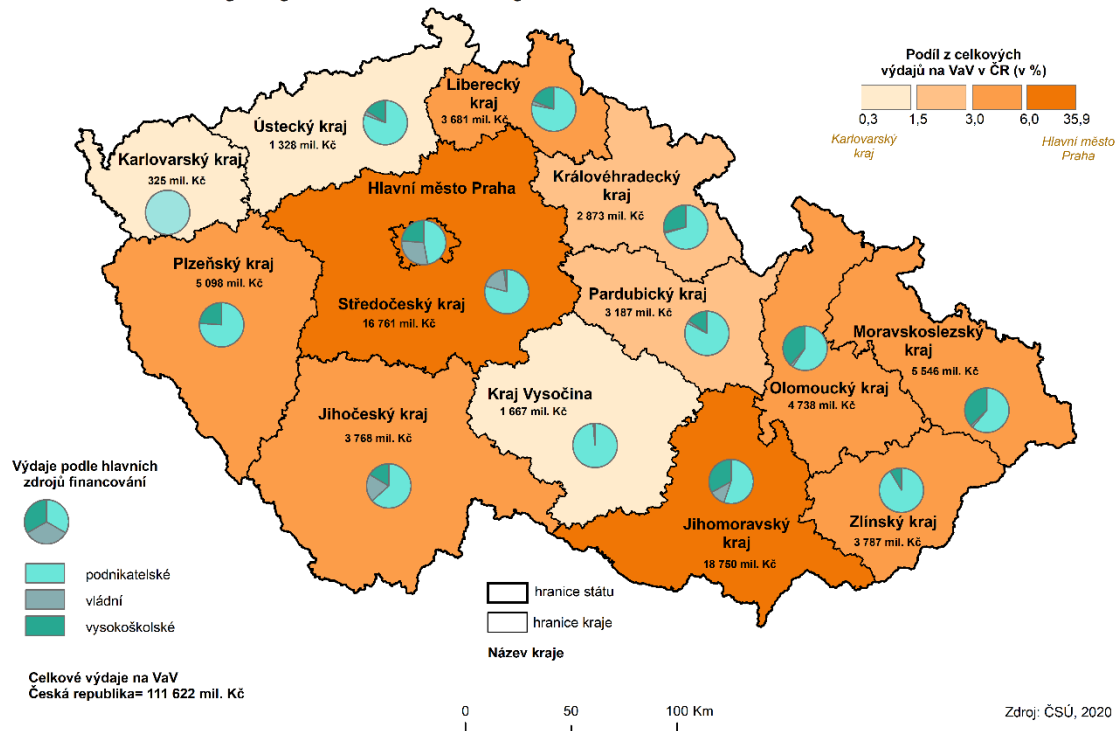 Podíl z celkových
výdajů na VaV v ČR (v %)
0,3
1,5
3,0
6,0
35,9
Karlovarský
kraj
Hlavní město
Praha
Liberecký
kraj
3 681 mil. Kč
Ústecký kraj
1 328 mil. Kč
Karlovarský kraj
325 mil. Kč
Hlavní město Praha
Královéhradecký
kraj
2 873 mil. Kč
Plzeňský kraj
5 098 mil. Kč
Středočeský kraj
16 761 mil. Kč
Pardubický kraj
3 187 mil. Kč
Moravskoslezský
kraj
5 546 mil. Kč
Olomoucký kraj
4 738 mil. Kč
Kraj Vysočina
1 667 mil. Kč
Jihočeský kraj
3 768 mil. Kč
Jihomoravský
kraj
18 750 mil. Kč
Zlínský kraj
3 787 mil. Kč
Výdaje podle hlavních
zdrojů financování
podnikatelské
vládní
vysokoškolské
hranice státu
hranice kraje
Název kraje
Celkové výdaje na VaV
Česká republika= 111 622 mil. Kč
0
50
100 Km
Zdroj: ČSÚ, 2020